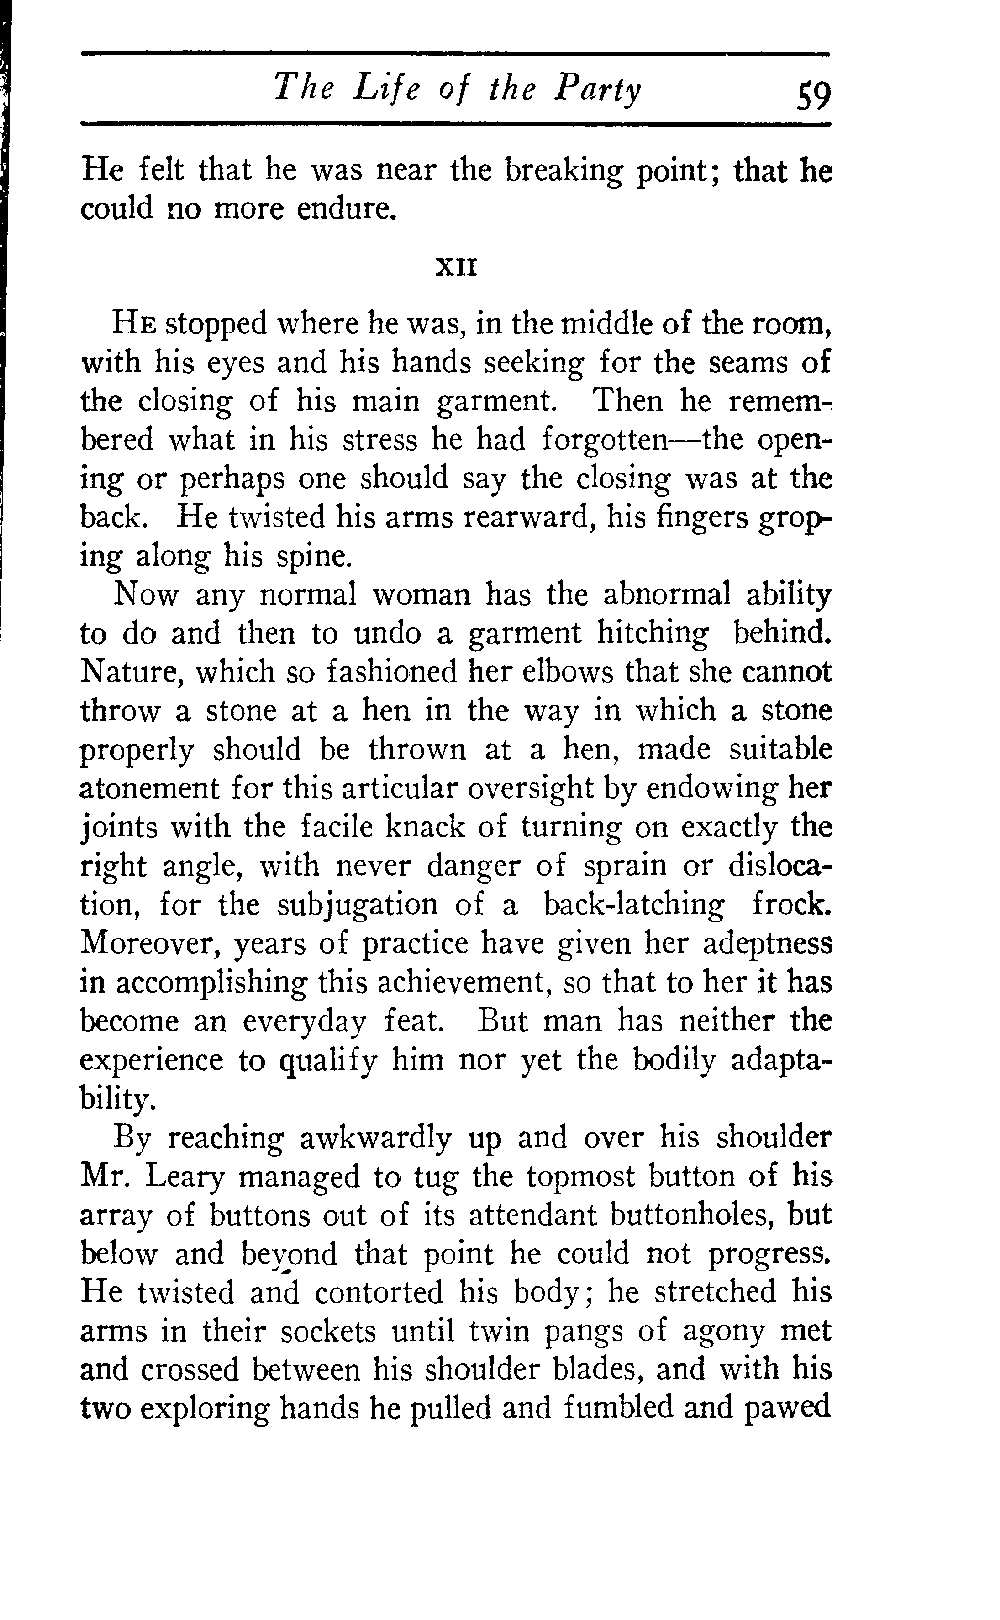 The Life of the Party 59
He felt that he was near the breaking point; that he
could no more endure.
XII
HE stopped where he was, in the middle of the room,
with his eyes and his hands seeking for the seams of
the closing of his main garment. Then he remem-
bered what in his stress he had forgotten—the open-
ing or perhaps one should say the closing was at the
back. He twisted his arms rearward, his fingers grop-
ing along his spine.
Now any normal woman has the abnormal ability
to do and then to undo a garment hitching behind.
Nature, which so fashioned her elbows that she cannot
throw a stone at a hen in the way in which a stone
properly should be thrown at a hen, made suitable
atonement for this articular oversight by endowing her
joints with the facile knack of turning on exactly the
right angle, with never danger of sprain or disloca-
tion, for the subjugation of a back-latching frock.
Moreover, years of practice have given her adeptness
in accomplishing this achievement, so that to her it has
become an everyday feat. But man has neither the
experience to qualify him nor yet the bodily adapta-
bility.
By reaching awkwardly up and over his shoulder
Mr. Leary managed to tug the topmost button of his
array of buttons out of its attendant buttonholes, but
below and beyond that point he could not progress.
He twisted and contorted his body; he stretched his
arms in their sockets until twin pangs of agony met
and crossed between his shoulder blades, and with his
two exploring hands he pulled and fumbled and pawed